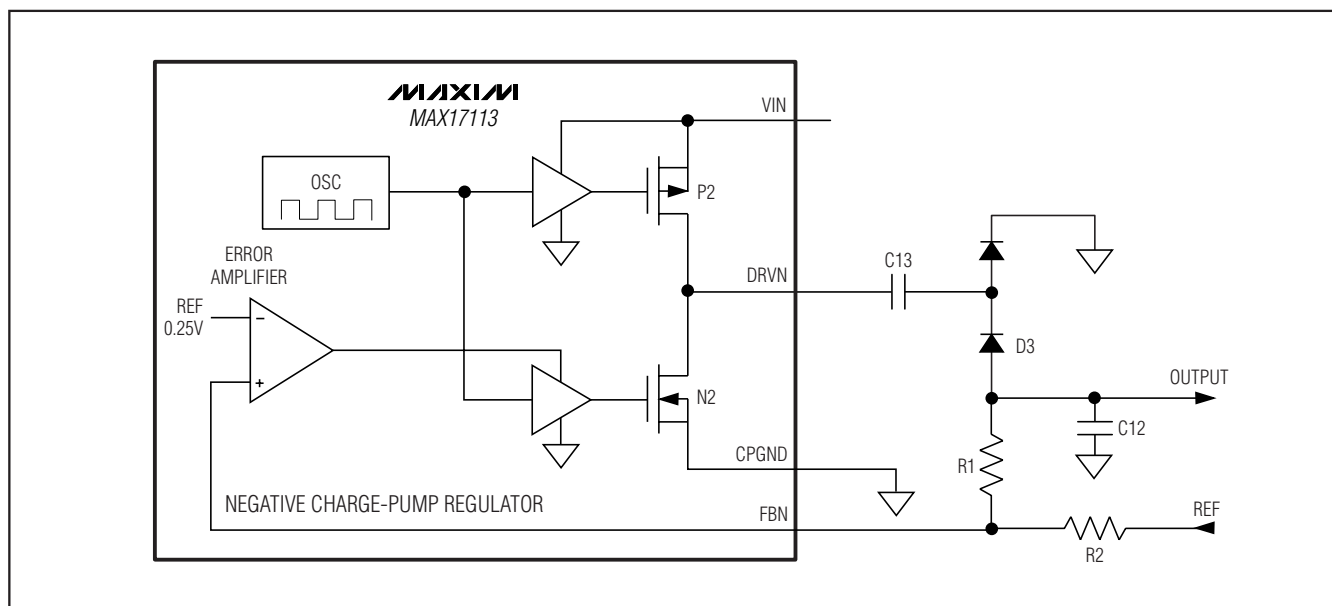 MAXIM
MAX17113
VIN
OSC
P2
ERROR
AMPLIFIER
DRVN
C13
REF
0.25V
−
+
D3
N2
OUTPUT
C12
CPGND
R1
NEGATIVE CHARGE-PUMP REGULATOR
FBN
REF
R2